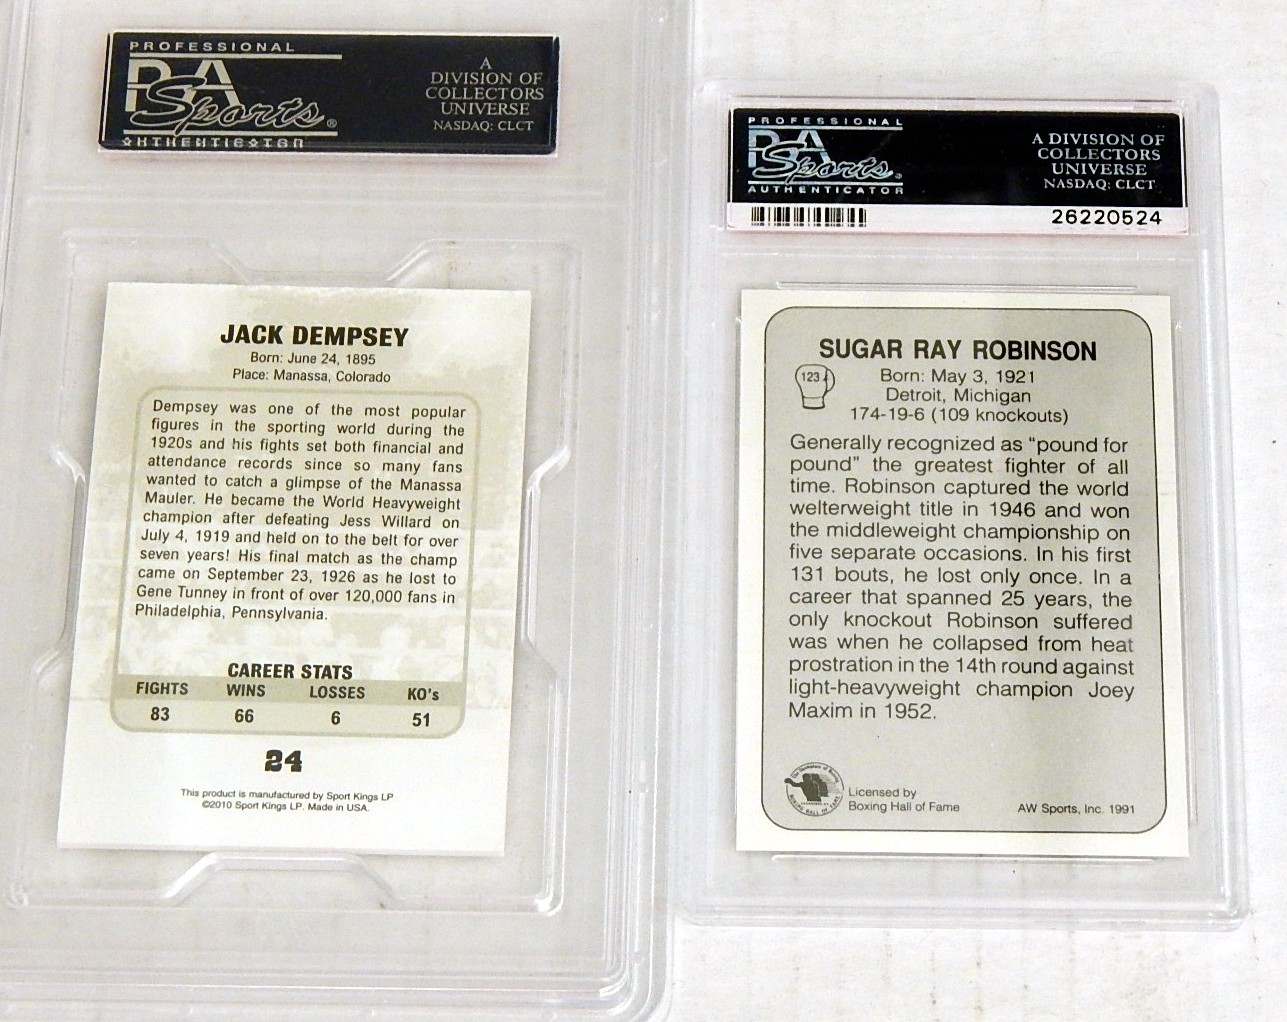 PROFESSIONAL
PSA
Sports®
AUTHENTICATOR
A
DIVISION OF
COLLECTORS
UNIVERSE
NASDAQ: CLCT
JACK DEMPSEY
Born: June 24, 1895
Place: Manassa, Colorado
Dempsey was one of the most popular
figures in the sporting world during the
1920s and his fights set both financial and
attendance records since so many fans
wanted to catch a glimpse of the Manassa
Mauler. He became the World Heavyweight
champion after defeating Jess Willard on
July 4, 1919 and held on to the belt for over
seven years! His final match as the champ
came on September 23, 1926 as he lost to
Gene Tunney in front of over 120,000 fans in
Philadelphia, Pennsylvania.
CAREER STATS
FIGHTS WINS LOSSES KO's
83 66 6 51
24
This product is manufactured by Sport Kings LP
©2010 Sport Kings LP. Made in USA.
PROFESSIONAL
PSA
Sports®
AUTHENTICATOR
A DIVISION OF
COLLECTORS
UNIVERSE
NASDAQ: CLCT
26220524
SUGAR RAY ROBINSON
123
Born: May 3, 1921
Detroit, Michigan
174-19-6 (109 knockouts)
Generally recognized as "pound for
pound" the greatest fighter of all
time. Robinson captured the world
welterweight title in 1946 and won
the middleweight championship on
five separate occasions. In his first
131 bouts, he lost only once. In a
career that spanned 25 years, the
only knockout Robinson suffered
was when he collapsed from heat
prostration in the 14th round against
light-heavyweight champion Joey
Maxim in 1952.
Licensed by
Boxing Hall of Fame
AW Sports, Inc. 1991